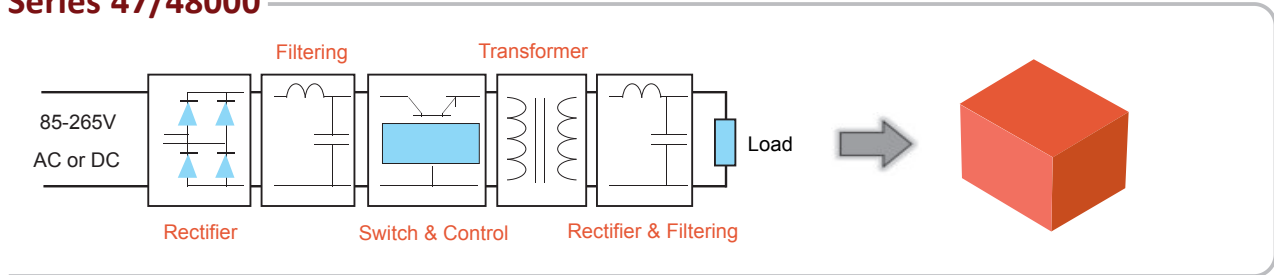 Series 47/48000
Filtering
Transformer
85-265V
AC or DC
Load
Rectifier
Switch & Control
Rectifier & Filtering